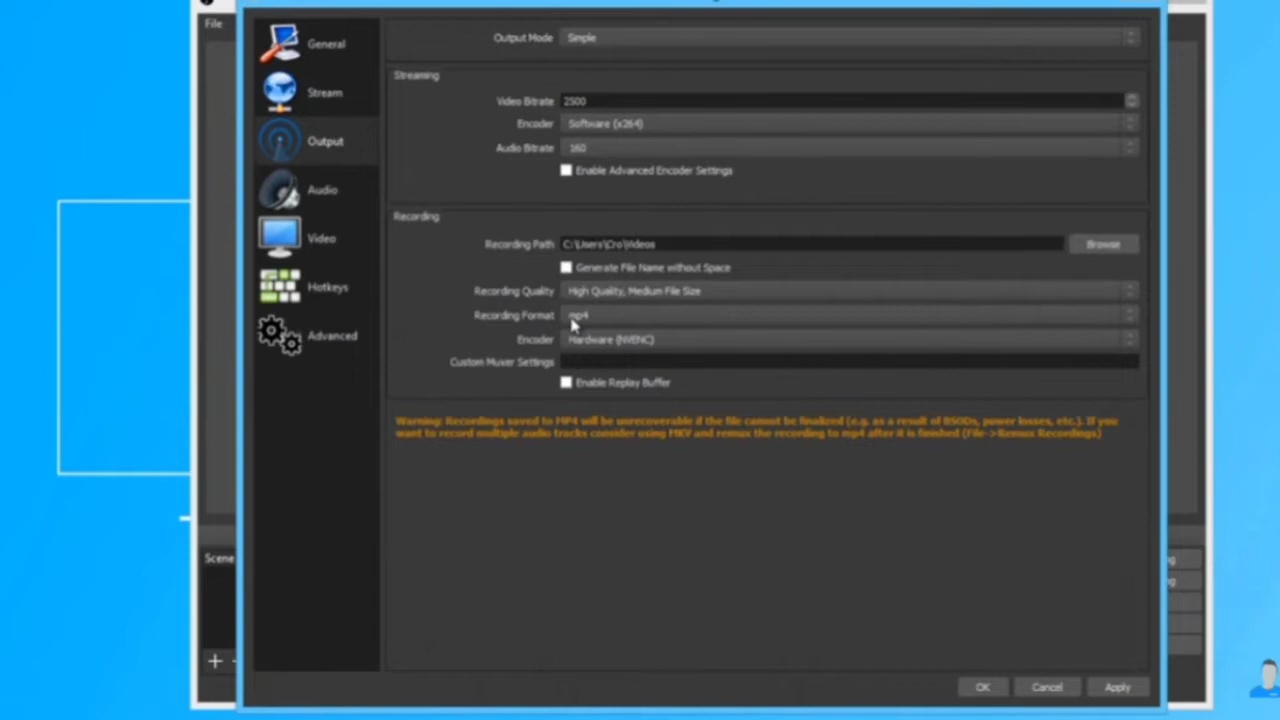 File
General
Stream
Output
Audio
Video
Hotkeys
Advanced
Output Mode Simple
Streaming
Video Bitrate 2500
Encoder Software (x264)
Audio Bitrate 160
Enable Advanced Encoder Settings
Recording
Recording Path C:\Users\Cro\Videos Browse
Generate File Name without Space
Recording Quality High Quality, Medium File Size
Recording Format mp4
Encoder Hardware (NVENC)
Custom Muxer Settings
Enable Replay Buffer
Warning: Recordings saved to MP4 will be unrecoverable if the file cannot be finalized (e.g. as a result of BSODs, power losses, etc.). If you
want to record multiple audio tracks consider using MKV and remux the recording to mp4 after it is finished (File->Remux Recordings)
Scene
OK Cancel Apply